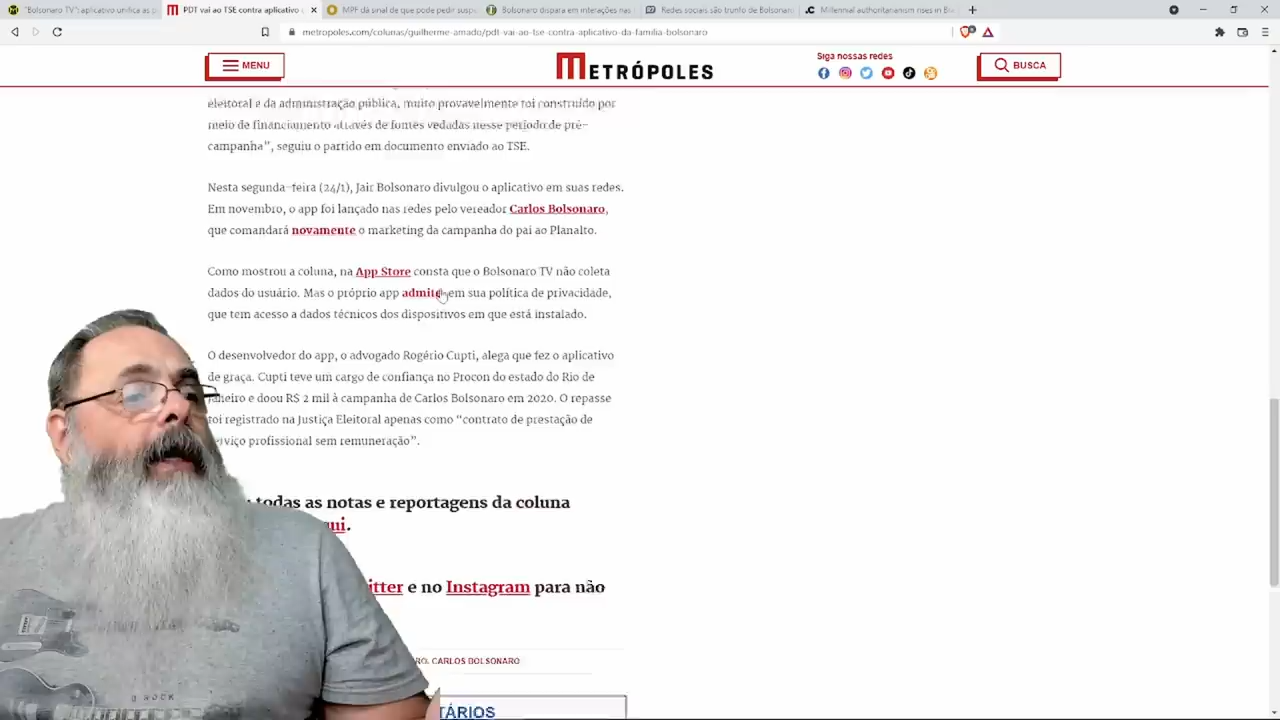 "Bolsonaro TV": aplicativo unifica as p
PDT vai ao TSE contra aplicativo d
MPF dá sinal de que pode pedir susp
Bolsonaro dispara em interações nas
Redes sociais são trunfo de Bolsonaro
Millennial authoritarianism rises in B
metropoles.com/colunas/guilherme-amado/pdt-vai-ao-tse-contra-aplicativo-da-familia-bolsonaro
MENU
METRÓPOLES
Siga nossas redes
BUSCA
eleitoral e da administração pública, muito provavelmente foi construído por
meio de financiamento através de fontes vedadas nesse período de pré-
campanha", seguiu o partido em documento enviado ao TSE.
Nesta segunda-feira (24/1), Jair Bolsonaro divulgou o aplicativo em suas redes.
Em novembro, o app foi lançado nas redes pelo vereador Carlos Bolsonaro,
que comandará novamente o marketing da campanha do pai ao Planalto.
Como mostrou a coluna, na App Store consta que o Bolsonaro TV não coleta
dados do usuário. Mas o próprio app admite em sua política de privacidade,
que tem acesso a dados técnicos dos dispositivos em que está instalado.
O desenvolvedor do app, o advogado Rogério Cupti, alega que fez o aplicativo
de graça. Cupti teve um cargo de confiança no Procon do estado do Rio de
Janeiro e doou R$ 2 mil à campanha de Carlos Bolsonaro em 2020. O repasse
foi registrado na Justiça Eleitoral apenas como "contrato de prestação de
serviço profissional sem remuneração".
todas as notas e reportagens da coluna
ui.
itter e no Instagram para não
RO, CARLOS BOLSONARO
TÁRIOS
ROCK